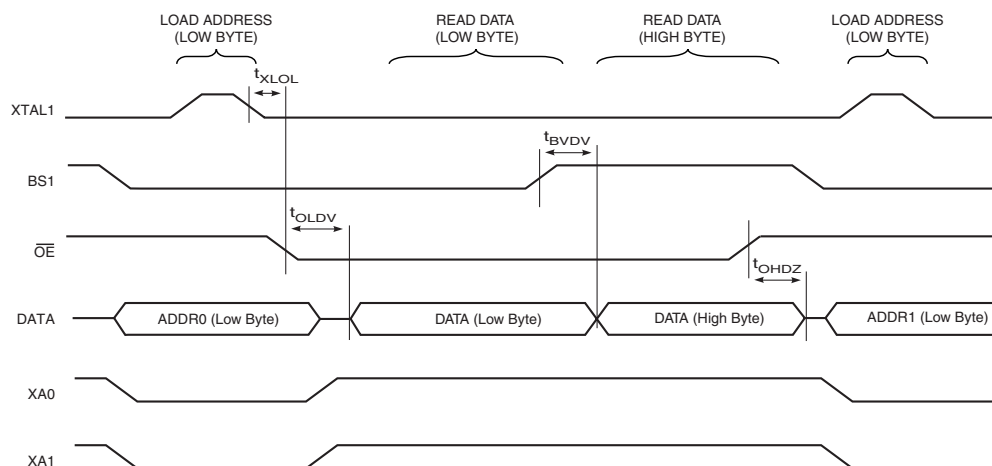 LOAD ADDRESS
(LOW BYTE)
READ DATA
(LOW BYTE)
READ DATA
(HIGH BYTE)
LOAD ADDRESS
(LOW BYTE)
tXLOL
XTAL1
tBVDV
BS1
tOLDV
OE
tOHDZ
DATA
ADDR0 (Low Byte)
DATA (Low Byte)
DATA (High Byte)
ADDR1 (Low Byte)
XA0
XA1